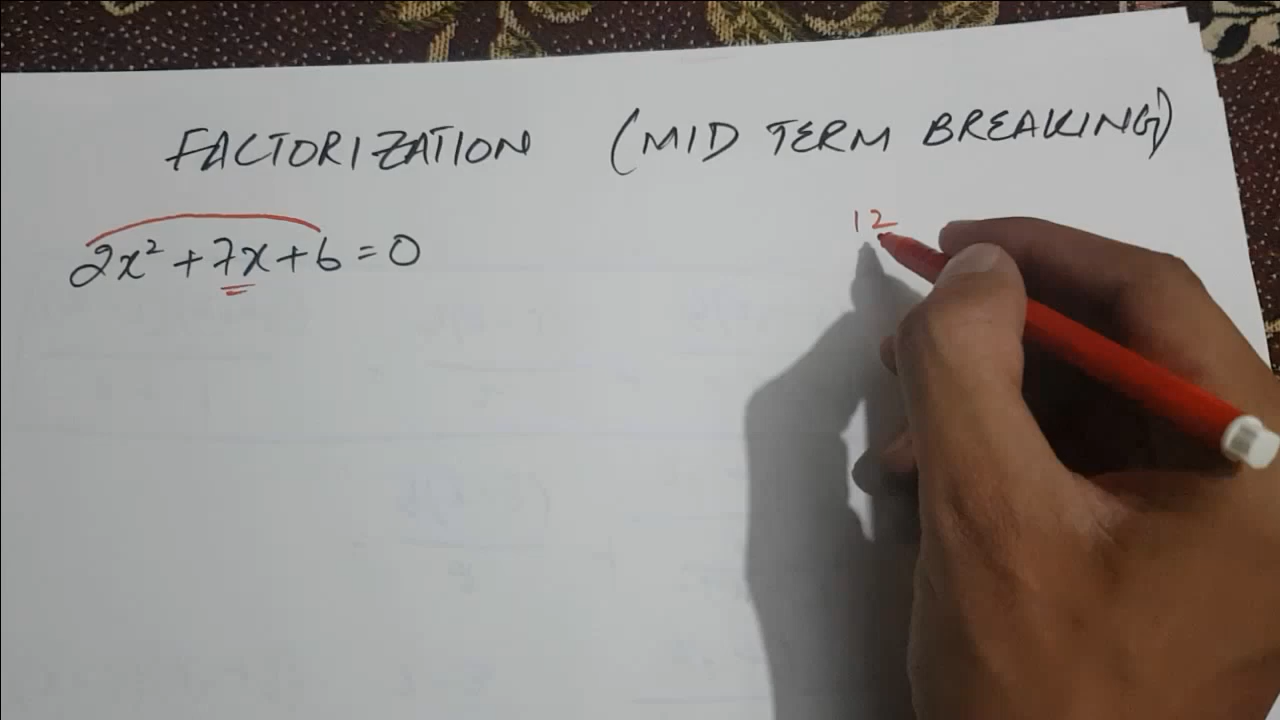 FACTORIZATION (MID TERM BREAKING)
12
2x² + 7x + 6 = 0